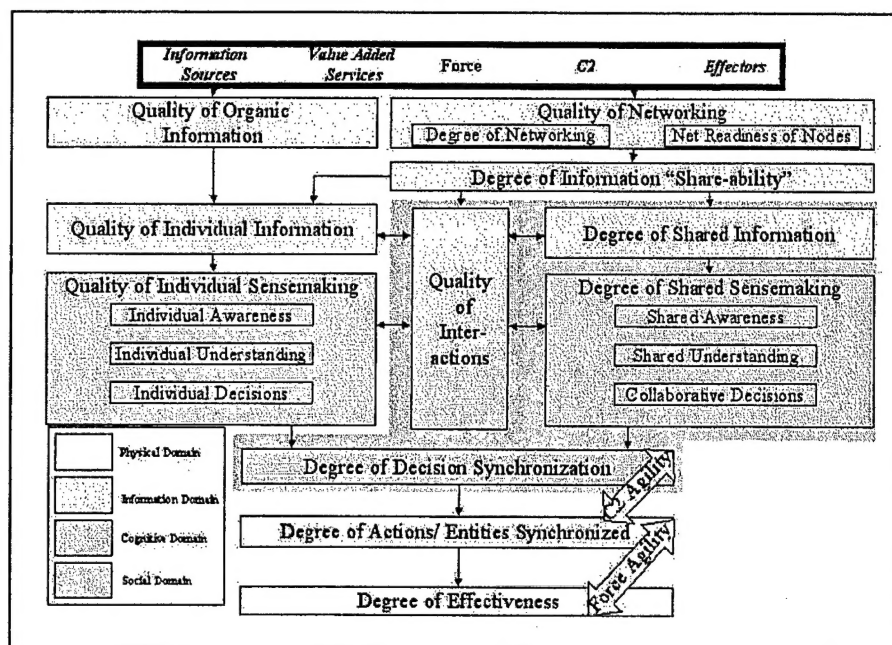 Information Sources
Value Added Services
Force
C2
Effectors
Quality of Organic
Information
Quality of Networking
Degree of Networking
Net Readiness of Nodes
Degree of Information "Share-ability"
Quality of Individual Information
Degree of Shared Information
Quality of Individual Sensemaking
Individual Awareness
Individual Understanding
Individual Decisions
Quality
of
Inter-
actions
Degree of Shared Sensemaking
Shared Awareness
Shared Understanding
Collaborative Decisions
Physical Domain
Information Domain
Cognitive Domain
Social Domain
Degree of Decision Synchronization
C2 Agility
Degree of Actions/ Entities Synchronized
Force Agility
Degree of Effectiveness